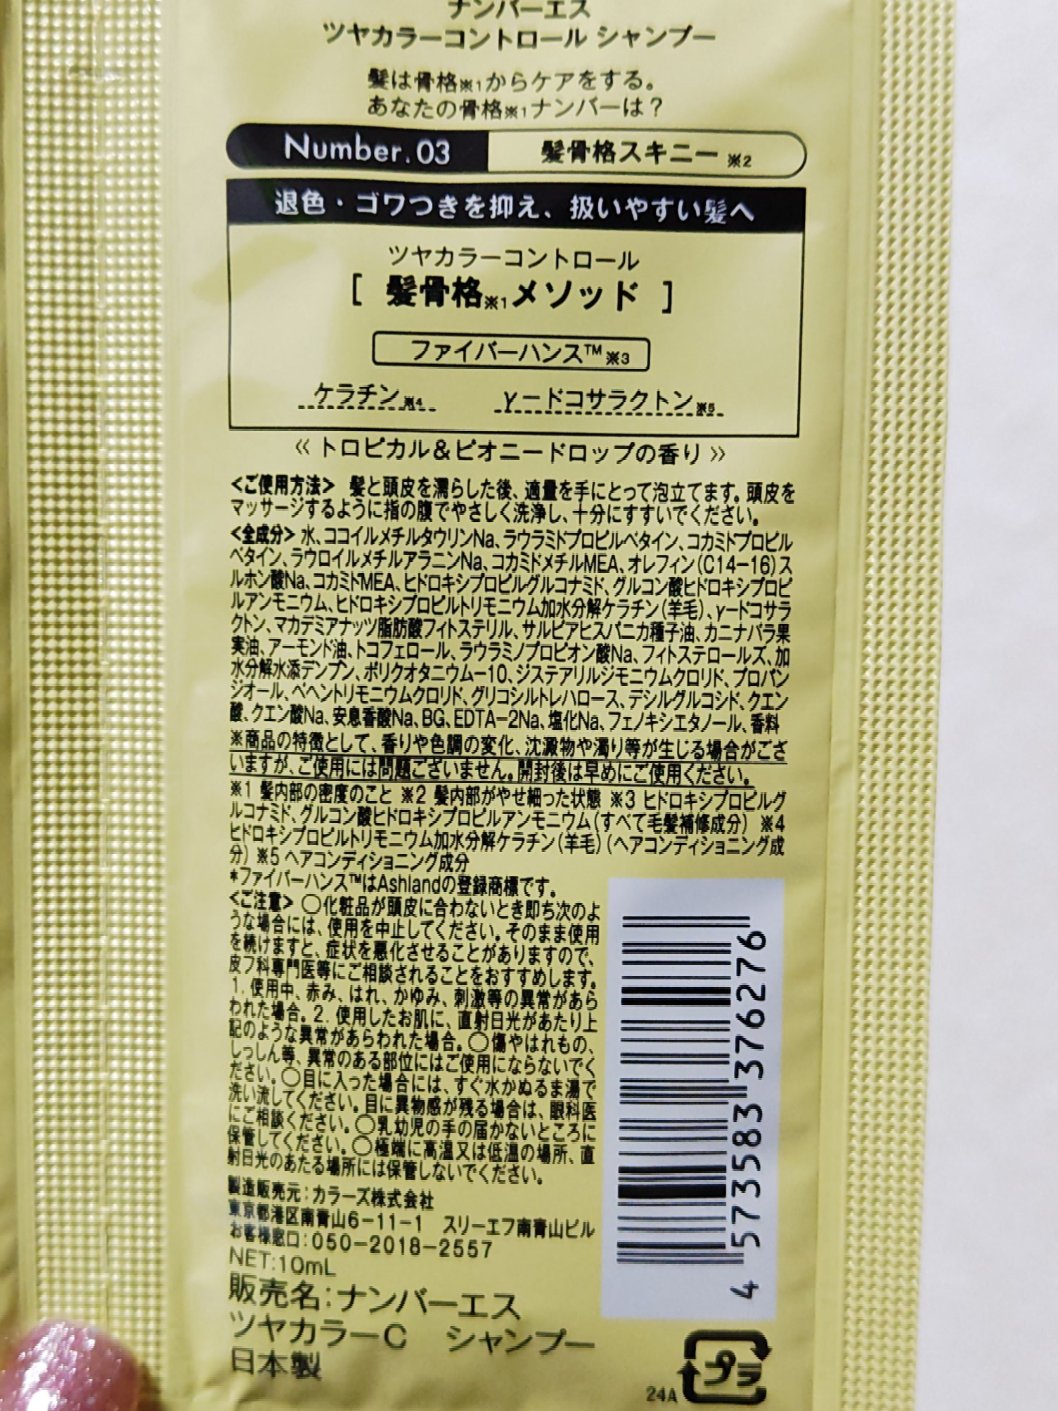 ナンバーエス
ツヤカラーコントロール シャンプー
髪は骨格※1からケアをする。
あなたの骨格※1ナンバーは？
Number.03 髪骨格スキニー ※2
退色・ゴワつきを抑え、扱いやすい髪へ
ツヤカラーコントロール
[ 髪骨格※1メソッド ]
ファイバーハンス™※3
ケラチン※4 γードコサラクトン※5
≪ トロピカル&ピオニードロップの香り ≫
<ご使用方法> 髪と頭皮を濡らした後、適量を手にとって泡立てます。頭皮を
マッサージするように指の腹でやさしく洗浄し、十分にすすいでください。
<全成分> 水、ココイルメチルタウリンNa、ラウラミドプロピルベタイン、コカミドプロピル
ベタイン、ラウロイルメチルアラニンNa、コカミドメチルMEA、オレフィン(C14-16)ス
ルホン酸Na、コカミドMEA、ヒドロキシプロピルグルコナミド、グルコン酸ヒドロキシプロピ
ルアンモニウム、ヒドロキシプロピルトリモニウム加水分解ケラチン(羊毛)、γードコサラ
クトン、マカデミアナッツ脂肪酸フィトステリル、サルビアヒスパニカ種子油、カニナバラ果
実油、アーモンド油、トコフェロール、ラウラミノプロピオン酸Na、フィトステロールズ、加
水分解水添デンプン、ポリクオタニウム-10、ジステアリルジモニウムクロリド、プロパン
ジオール、ベヘントリモニウムクロリド、グリコシルトレハロース、デシルグルコシド、クエン
酸、クエン酸Na、安息香酸Na、BG、EDTA-2Na、塩化Na、フェノキシエタノール、香料
※商品の特徴として、香りや色調の変化、沈澱物や濁り等が生じる場合がござ
いますが、ご使用には問題ございません。開封後は早めにご使用ください。
※1 髪内部の密度のこと ※2 髪内部がやせ細った状態 ※3 ヒドロキシプロピルグ
ルコナミド、グルコン酸ヒドロキシプロピルアンモニウム(すべて毛髪補修成分) ※4
ヒドロキシプロピルトリモニウム加水分解ケラチン(羊毛)(ヘアコンディショニング成
分) ※5 ヘアコンディショニング成分
*ファイバーハンス™はAshlandの登録商標です。
<ご注意> ○化粧品が頭皮に合わないとき即ち次のよ
うな場合には、使用を中止してください。そのまま使用
を続けますと、症状を悪化させることがありますので、
皮フ科専門医等にご相談されることをおすすめします。
1. 使用中、赤み、はれ、かゆみ、刺激等の異常があら
われた場合。2. 使用したお肌に、直射日光があたり上
記のような異常があらわれた場合。○傷やはれもの、
しっしん等、異常のある部位にはご使用にならないでく
ださい。○目に入った場合には、すぐ水かぬるま湯で
洗い流してください。目に異物感が残る場合は、眼科医
にご相談ください。○乳幼児の手の届かないところに
保管してください。○極端に高温又は低温の場所、直
射日光のあたる場所には保管しないでください。
製造販売元:カラーズ株式会社
東京都港区南青山6-11-1 スリーエフ南青山ビル
お客様窓口:050-2018-2557
NET:10mL
販売名:ナンバーエス
ツヤカラーC シャンプー
日本製
4 573583 376276
24A
プラ